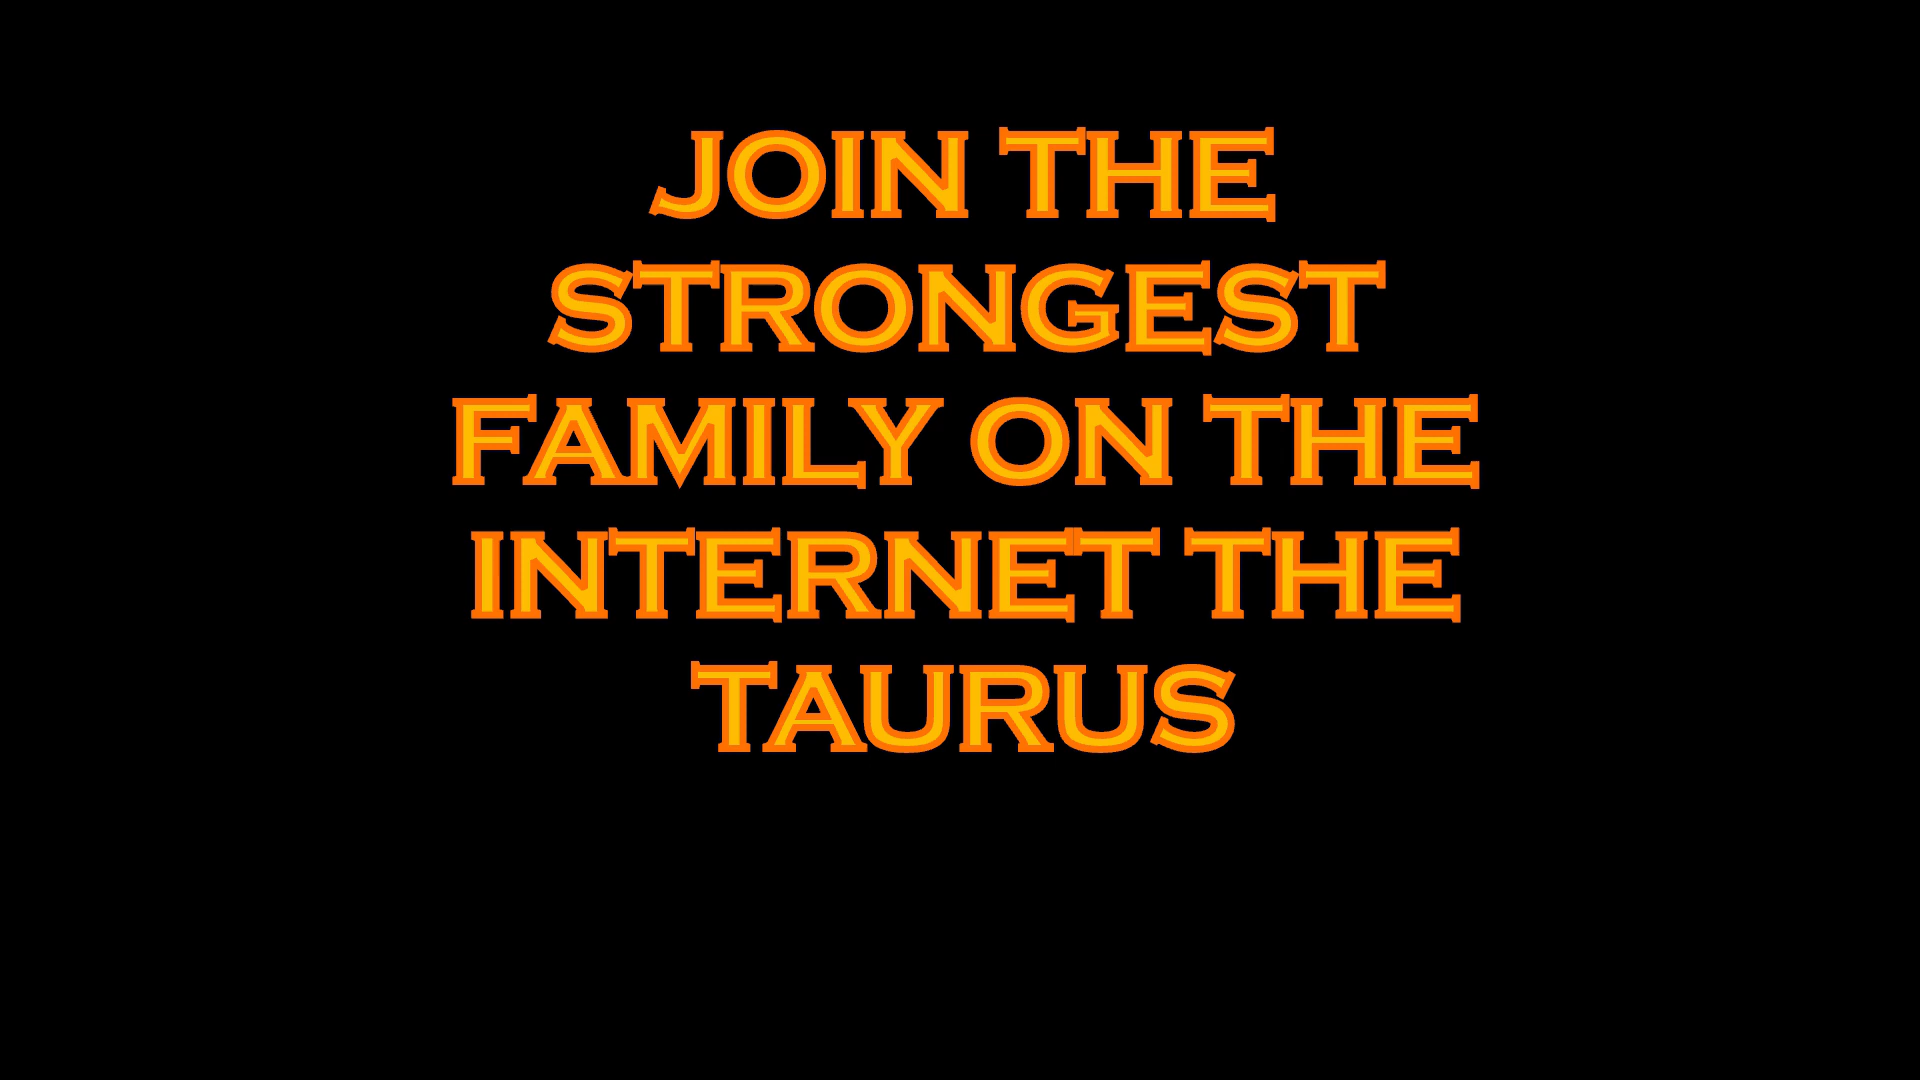 JOIN THE
STRONGEST
FAMILY ON THE
INTERNET THE
TAURUS